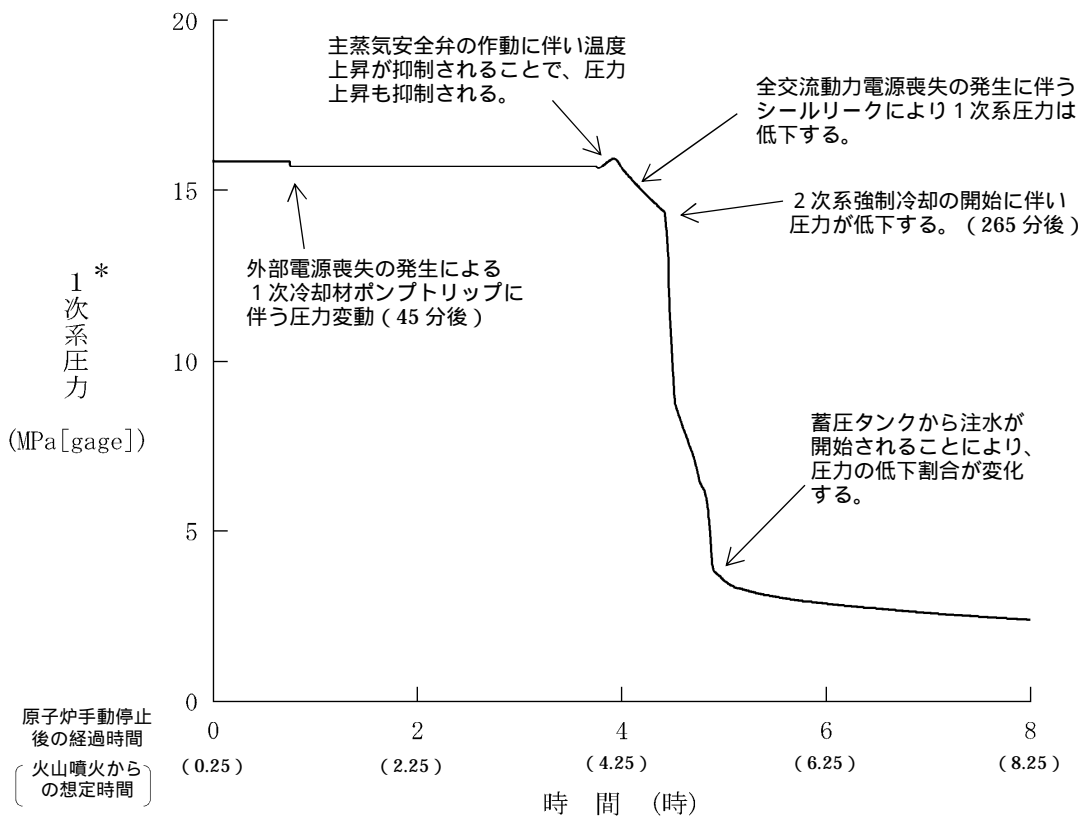 20
主蒸気安全弁の作動に伴い温度
上昇が抑制されることで、圧力
上昇も抑制される。
全交流動力電源喪失の発生に伴う
シールリークにより１次系圧力は
低下する。
15
２次系強制冷却の開始に伴い
圧力が低下する。（265 分後）
外部電源喪失の発生による
１次冷却材ポンプトリップに
伴う圧力変動（45 分後）
1次系圧力*
(MPa[gage])
10
蓄圧タンクから注水が
開始されることにより、
圧力の低下割合が変化
する。
5
0
原子炉手動停止
後の経過時間
0 2 4 6 8
火山噴火から
の想定時間
（0.25） （2.25） （4.25） （6.25） （8.25）
時 間 (時)